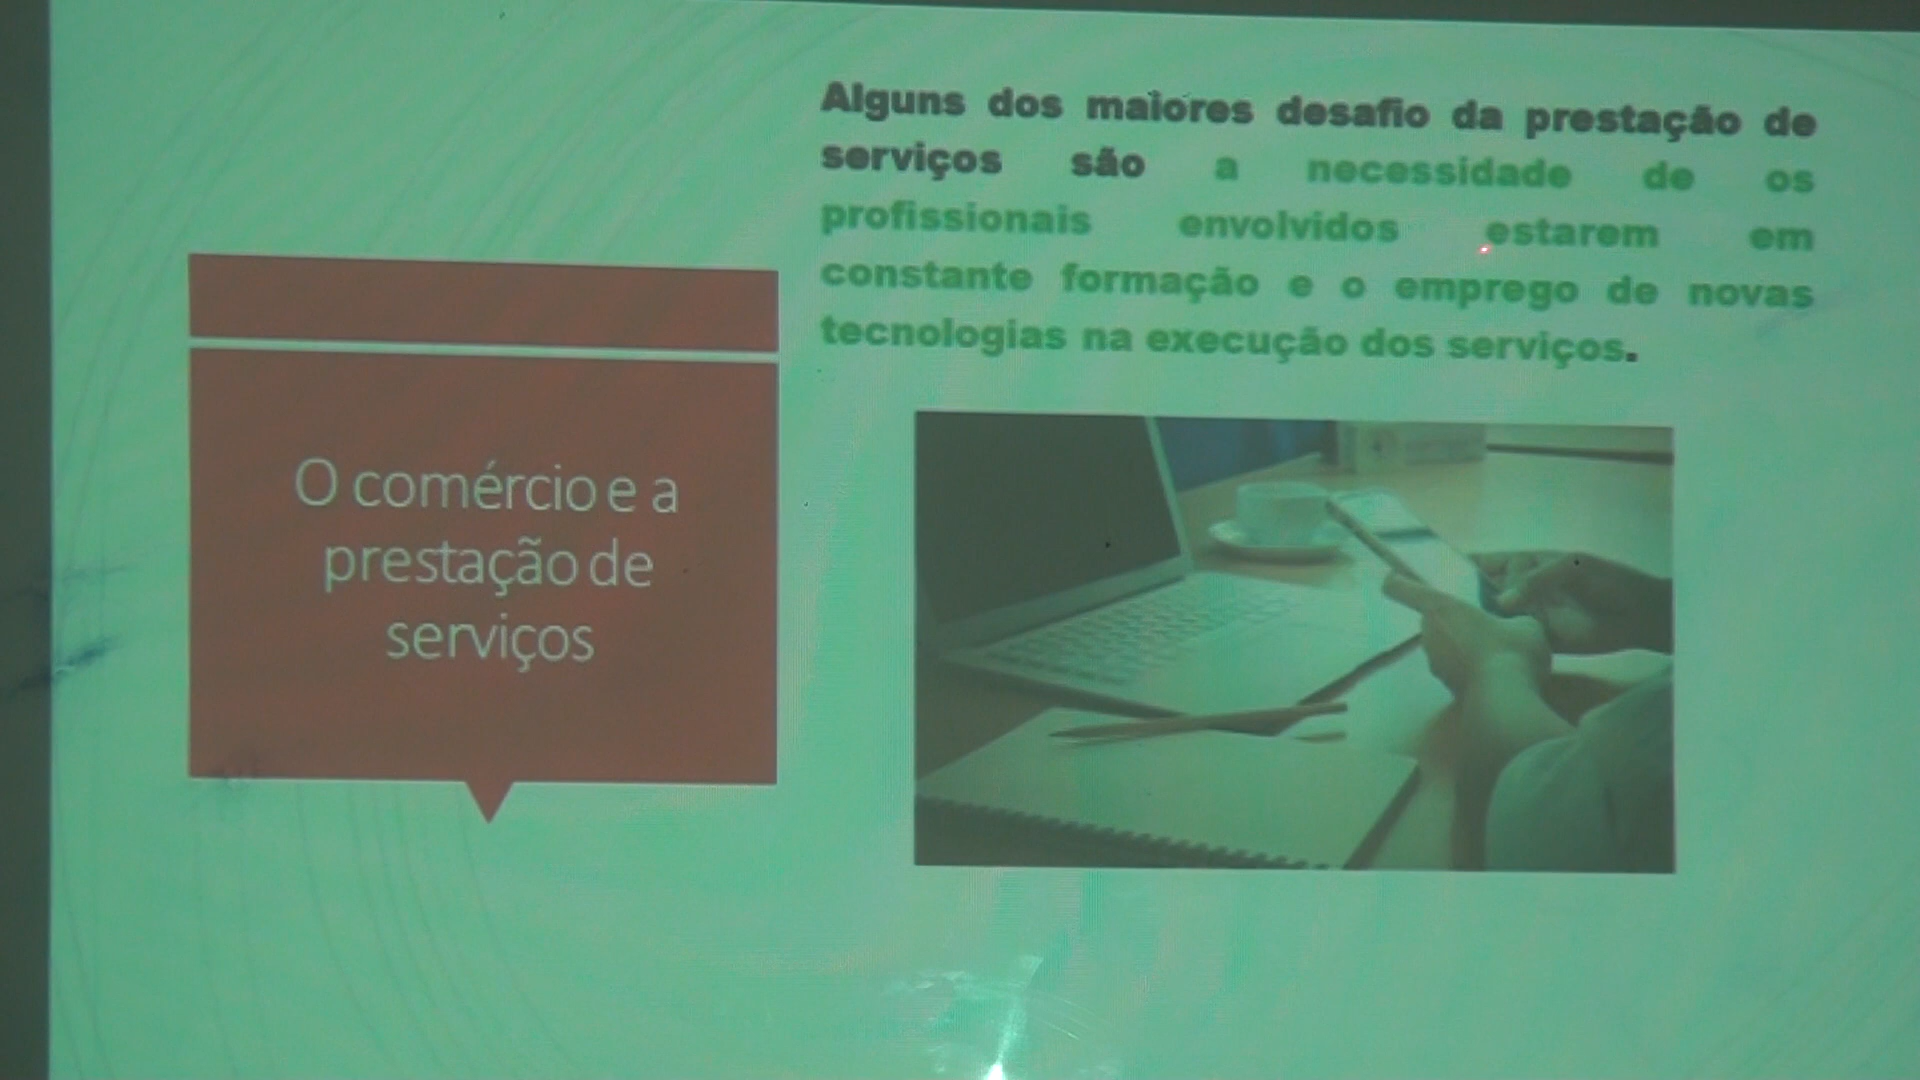 Alguns dos maiores desafio da prestação de
serviços são a necessidade de os
profissionais envolvidos estarem em
constante formação e o emprego de novas
tecnologias na execução dos serviços.
O comércio e a
prestação de
serviços